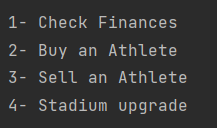 1- Check Finances
2- Buy an Athlete
3- Sell an Athlete
4- Stadium upgrade